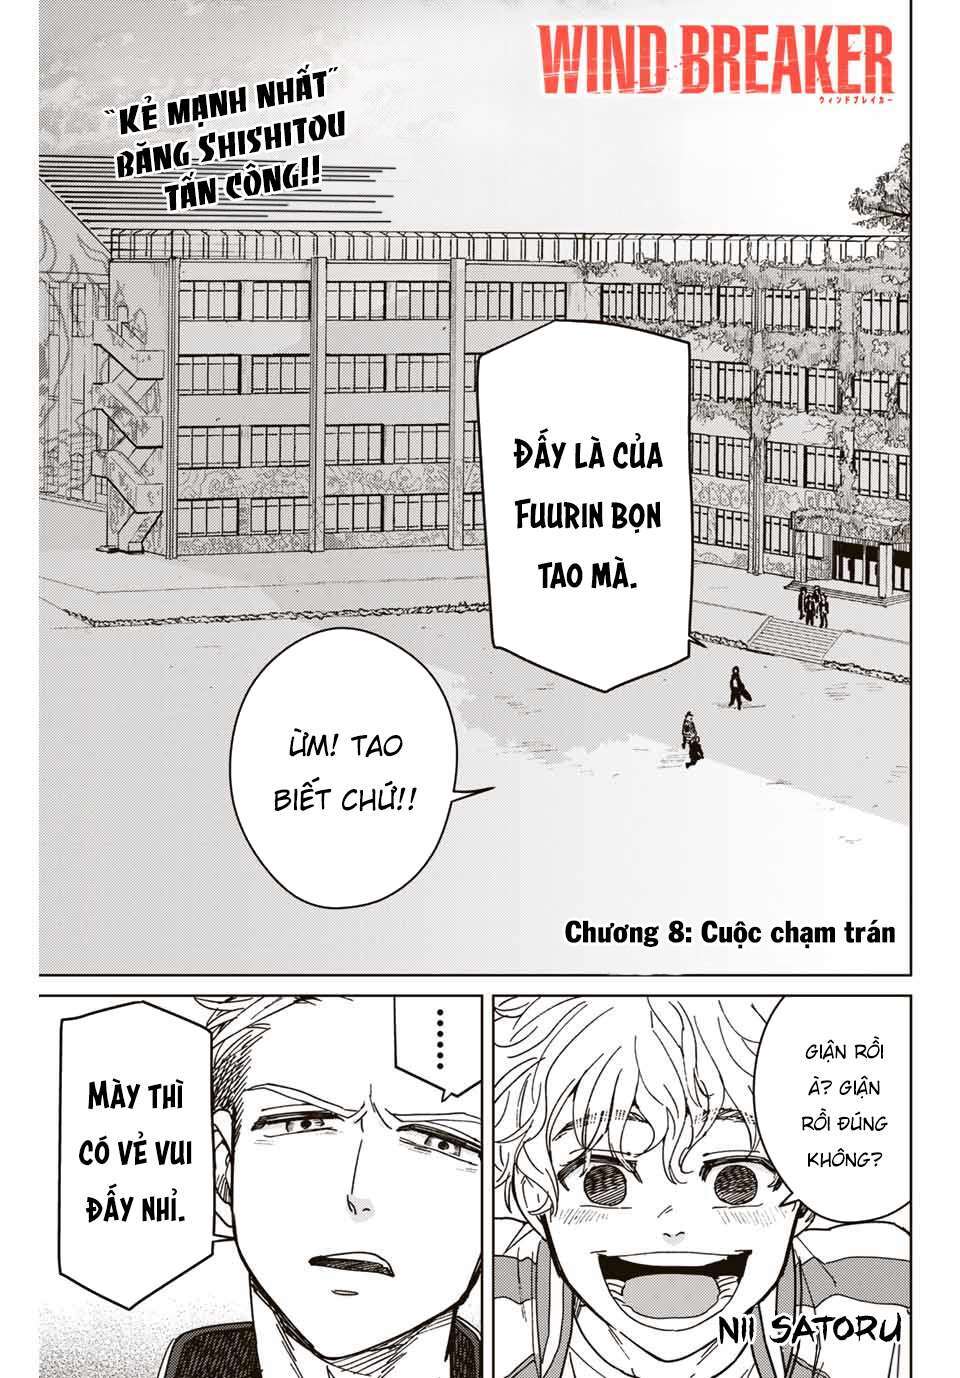 WIND BREAKER
ウィンドブレイカー
“KẺ MẠNH NHẤT”
BĂNG SHISHITOU
TẤN CÔNG!!
ĐẤY LÀ CỦA
FUURIN BỌN
TAO MÀ.
ỪM! TAO
BIẾT CHỨ!!
Chương 8: Cuộc chạm trán
GIẬN RỒI
À? GIẬN
RỒI ĐÚNG
KHÔNG?
NII SATORU
......
MÀY THÌ
CÓ VẺ VUI
ĐẤY NHỈ.